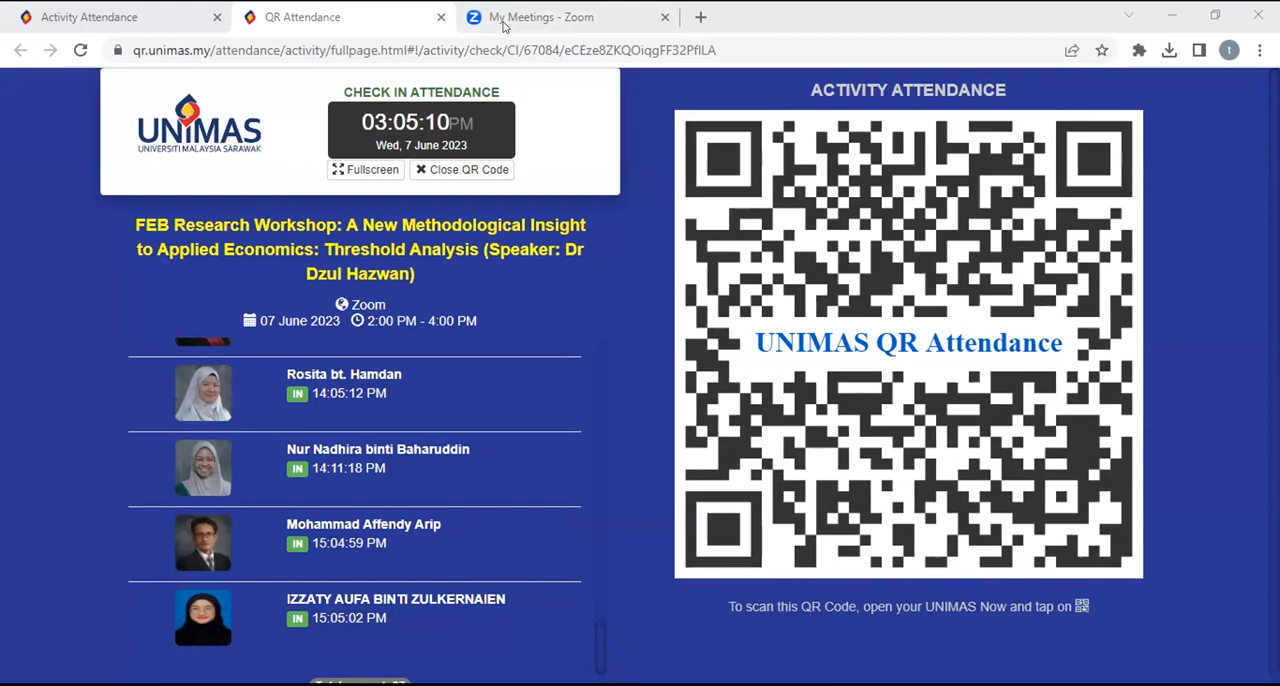 Activity Attendance
QR Attendance
My Meetings - Zoom
qr.unimas.my/attendance/activity/fullpage.html#!/activity/check/CI/67084/eCEze8ZKQOiqgFF32PfILA
t
UNIMAS
UNIVERSITI MALAYSIA SARAWAK
CHECK IN ATTENDANCE
03:05:10PM
Wed, 7 June 2023
Fullscreen
Close QR Code
FEB Research Workshop: A New Methodological Insight
to Applied Economics: Threshold Analysis (Speaker: Dr
Dzul Hazwan)
Zoom
07 June 2023 2:00 PM - 4:00 PM
Rosita bt. Hamdan
IN 14:05:12 PM
Nur Nadhira binti Baharuddin
IN 14:11:18 PM
Mohammad Affendy Arip
IN 15:04:59 PM
IZZATY AUFA BINTI ZULKERNAIEN
IN 15:05:02 PM
ACTIVITY ATTENDANCE
UNIMAS QR Attendance
To scan this QR Code, open your UNIMAS Now and tap on